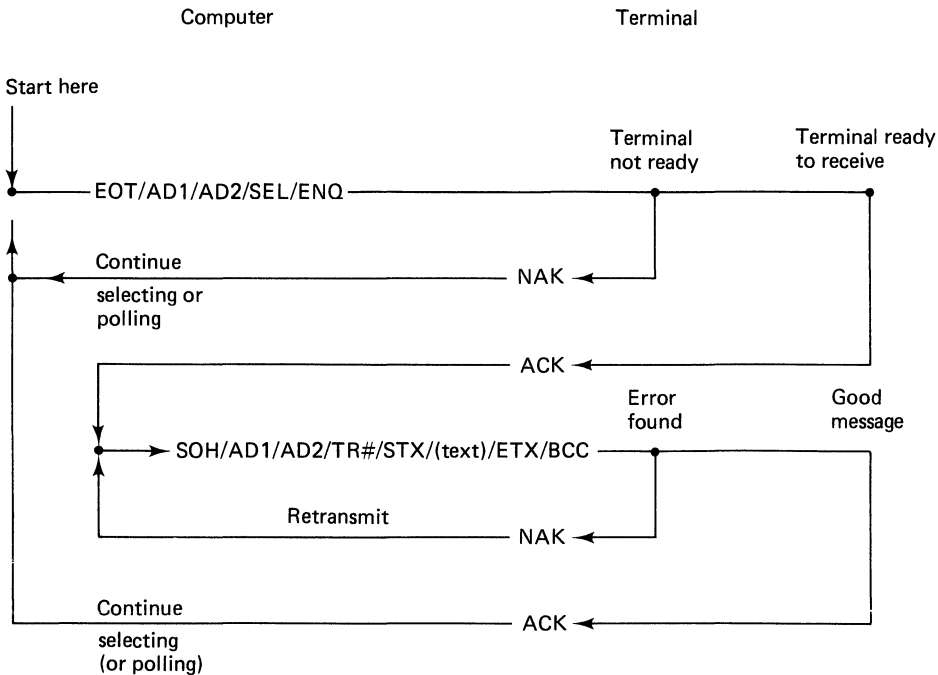 Computer
Terminal
Start here
Terminal
not ready
Terminal ready
to receive
EOT/AD1/AD2/SEL/ENQ
Continue
selecting or
polling
NAK
ACK
Error
found
Good
message
SOH/AD1/AD2/TR#/STX/(text)/ETX/BCC
Retransmit
NAK
Continue
selecting
(or polling)
ACK